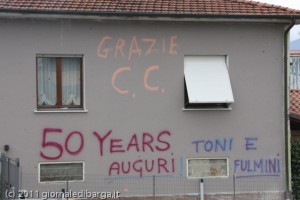 GRAZIE
C.C.
50 YEARS TONI E
AUGURI FULMINI
© 2011 giornaledibarga.it